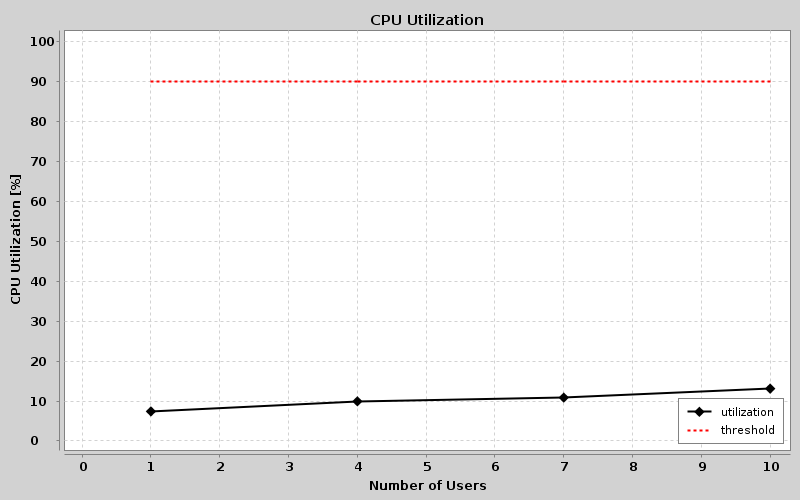 CPU Utilization
CPU Utilization [%]
100
90
80
70
60
50
40
30
20
10
0
0 1 2 3 4 5 6 7 8 9 10
Number of Users
utilization
threshold